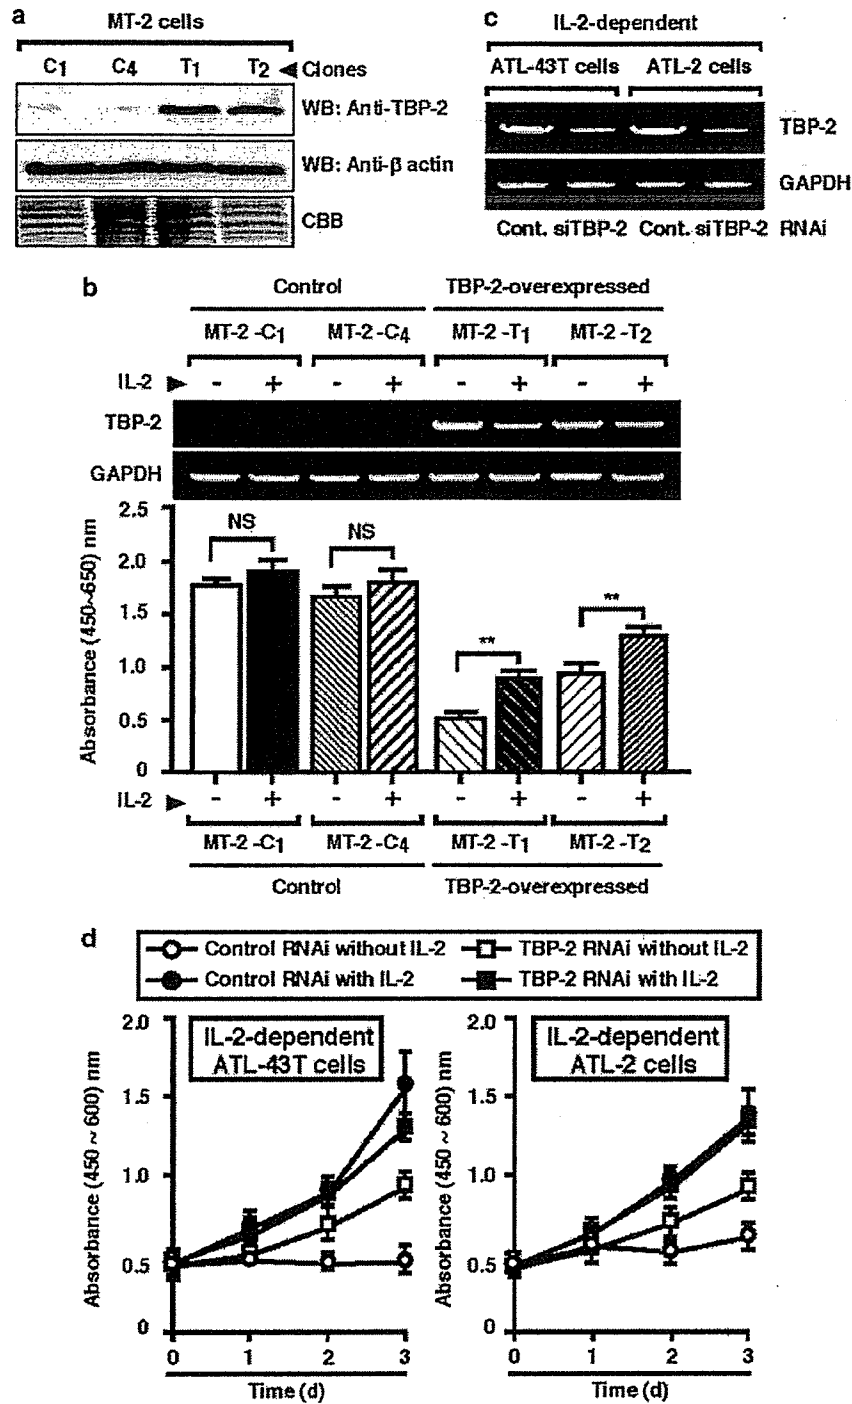 a
MT-2 cells
C1 C4 T1 T2 Clones
WB: Anti-TBP-2
WB: Anti-β actin
CBB
c
IL-2-dependent
ATL-43T cells ATL-2 cells
TBP-2
GAPDH
Cont. siTBP-2 Cont. siTBP-2 RNAi
b
Control TBP-2-overexpressed
MT-2-C1 MT-2-C4 MT-2-T1 MT-2-T2
IL-2 - + - + - + - +
TBP-2
GAPDH
Absorbance (450~650) nm
2.5
2.0
1.5
1.0
0.5
0
NS
NS
**
**
IL-2 - + - + - + - +
MT-2-C1 MT-2-C4 MT-2-T1 MT-2-T2
Control TBP-2-overexpressed
d
Control RNAi without IL-2 TBP-2 RNAi without IL-2
Control RNAi with IL-2 TBP-2 RNAi with IL-2
IL-2-dependent
ATL-43T cells
Absorbance (450 ~ 600) nm
2.0
1.5
1.0
0.5
0
0 1 2 3
Time (d)
IL-2-dependent
ATL-2 cells
Absorbance (450 ~ 600) nm
2.0
1.5
1.0
0.5
0
0 1 2 3
Time (d)